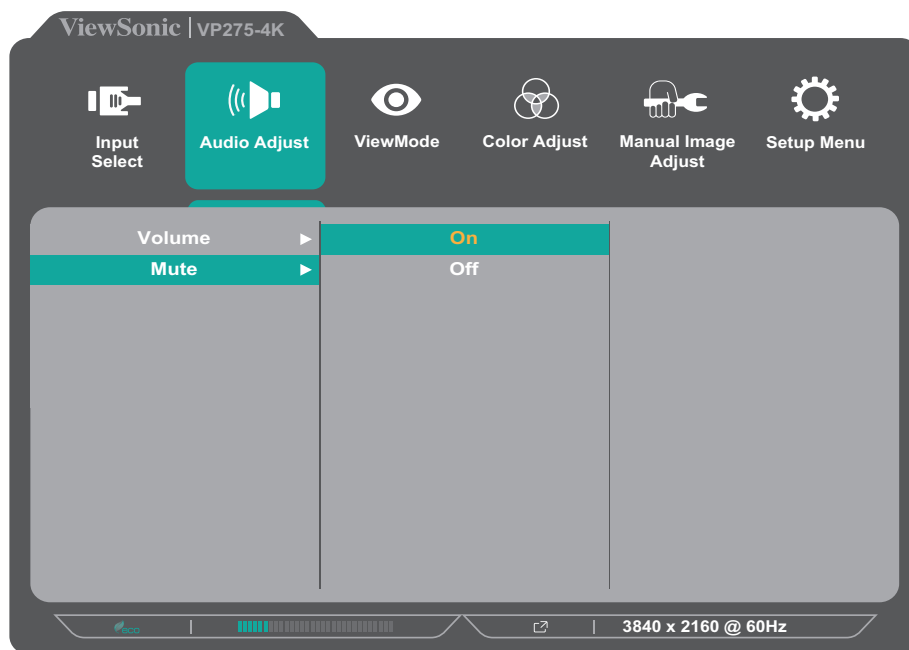 ViewSonic | VP275-4K
Input Select
Audio Adjust
ViewMode
Color Adjust
Manual Image Adjust
Setup Menu
Volume
On
Mute
Off
eco
3840 x 2160 @ 60Hz